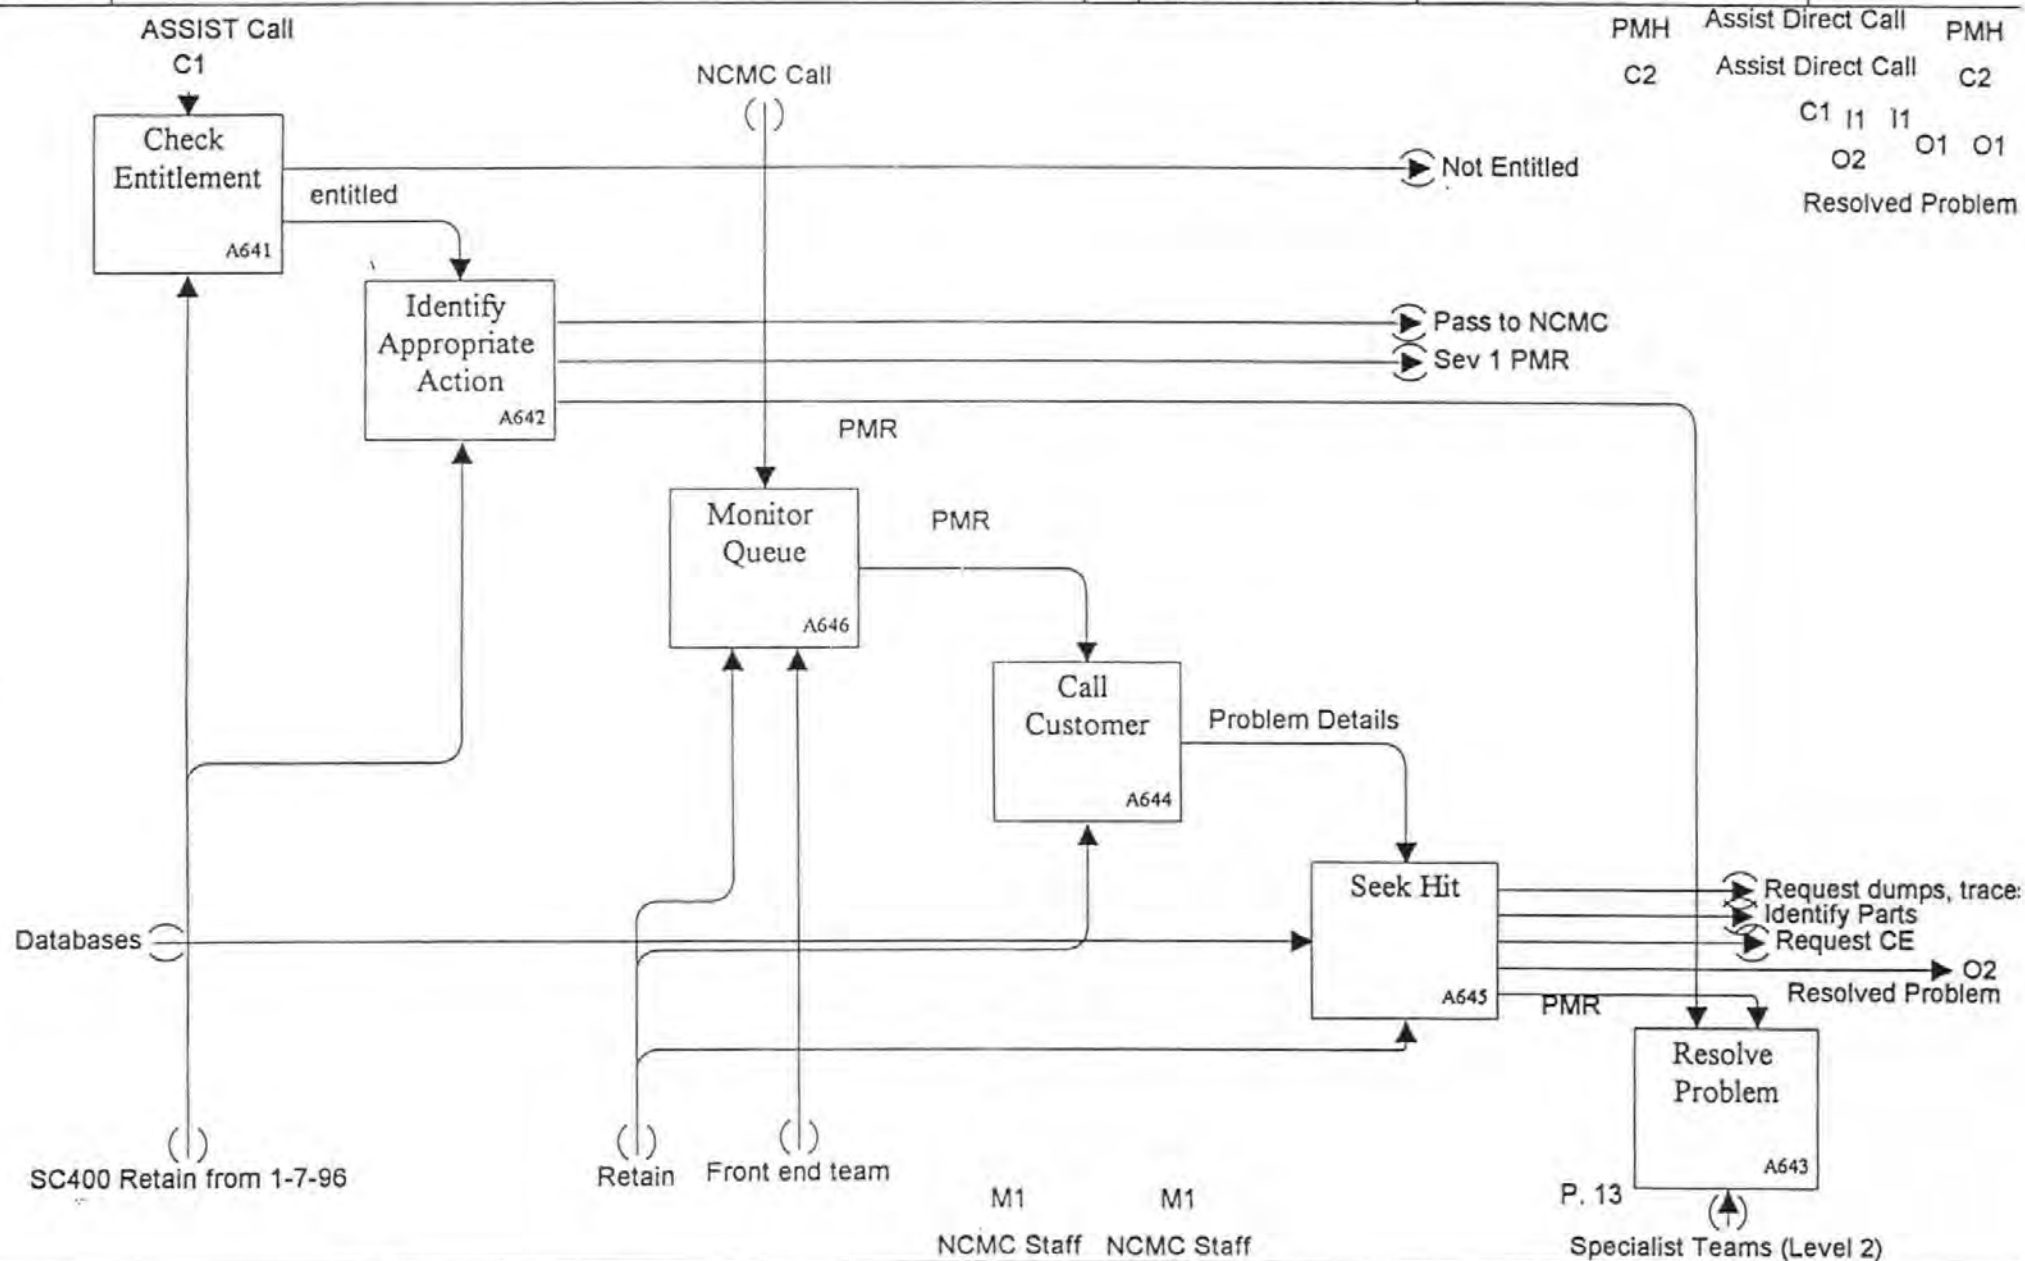 ASSIST Call
C1
NCMC Call
PMH
C2
Assist Direct Call
PMH
Assist Direct Call
C2
C1 I1 I1
O2
O1 O1
Resolved Problem
Check
Entitlement
A641
entitled
Not Entitled
Identify
Appropriate
Action
A642
Pass to NCMC
Sev 1 PMR
PMR
Monitor
Queue
A646
PMR
Call
Customer
A644
Problem Details
Seek Hit
A645
Request dumps, trace
Identify Parts
Request CE
O2
Resolved Problem
PMR
Databases
Resolve
Problem
A643
SC400 Retain from 1-7-96
Retain
Front end team
M1
NCMC Staff
M1
NCMC Staff
P. 13
Specialist Teams (Level 2)